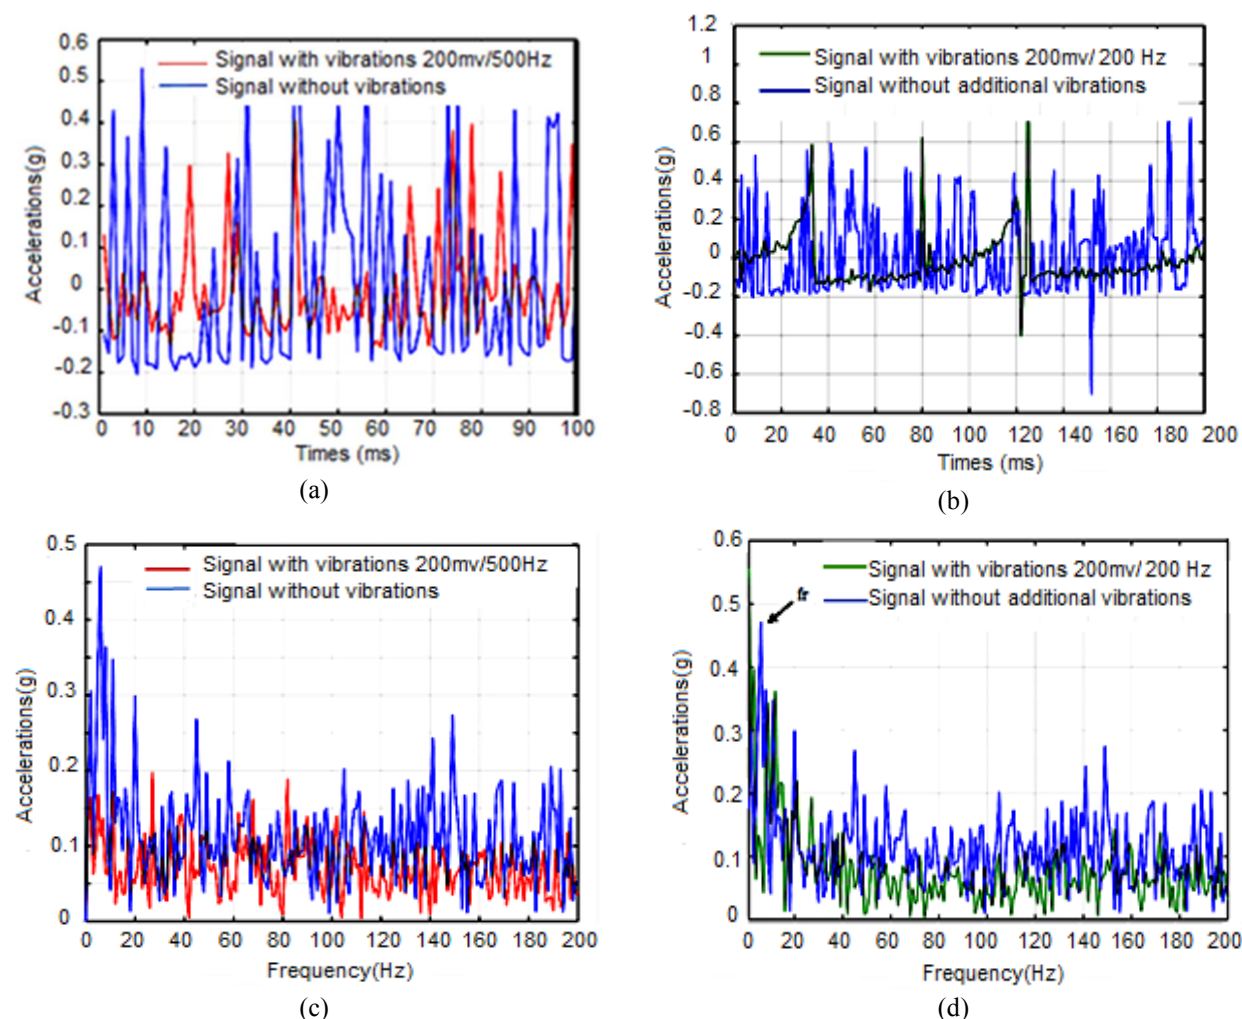 0.6
0.5
0.4
0.3
0.2
0.1
0
-0.1
-0.2
-0.3
Accelerations(g)
Signal with vibrations 200mv/500Hz
Signal without vibrations
0 10 20 30 40 50 60 70 80 90 100
Times (ms)
(a)
1.2
1
0.8
0.6
0.4
0.2
0
-0.2
-0.4
-0.6
-0.8
Accelerations(g)
Signal with vibrations 200mv/ 200 Hz
Signal without additional vibrations
0 20 40 60 80 100 120 140 160 180 200
Times (ms)
(b)
0.5
0.4
0.3
0.2
0.1
0
Accelerations(g)
Signal with vibrations 200mv/500Hz
Signal without vibrations
0 20 40 60 80 100 120 140 160 180 200
Frequency(Hz)
(c)
0.6
0.5
0.4
0.3
0.2
0.1
0
Accelerations(g)
Signal with vibrations 200mv/ 200 Hz
fr
Signal without additional vibrations
0 20 40 60 80 100 120 140 160 180 200
Frequency(Hz)
(d)